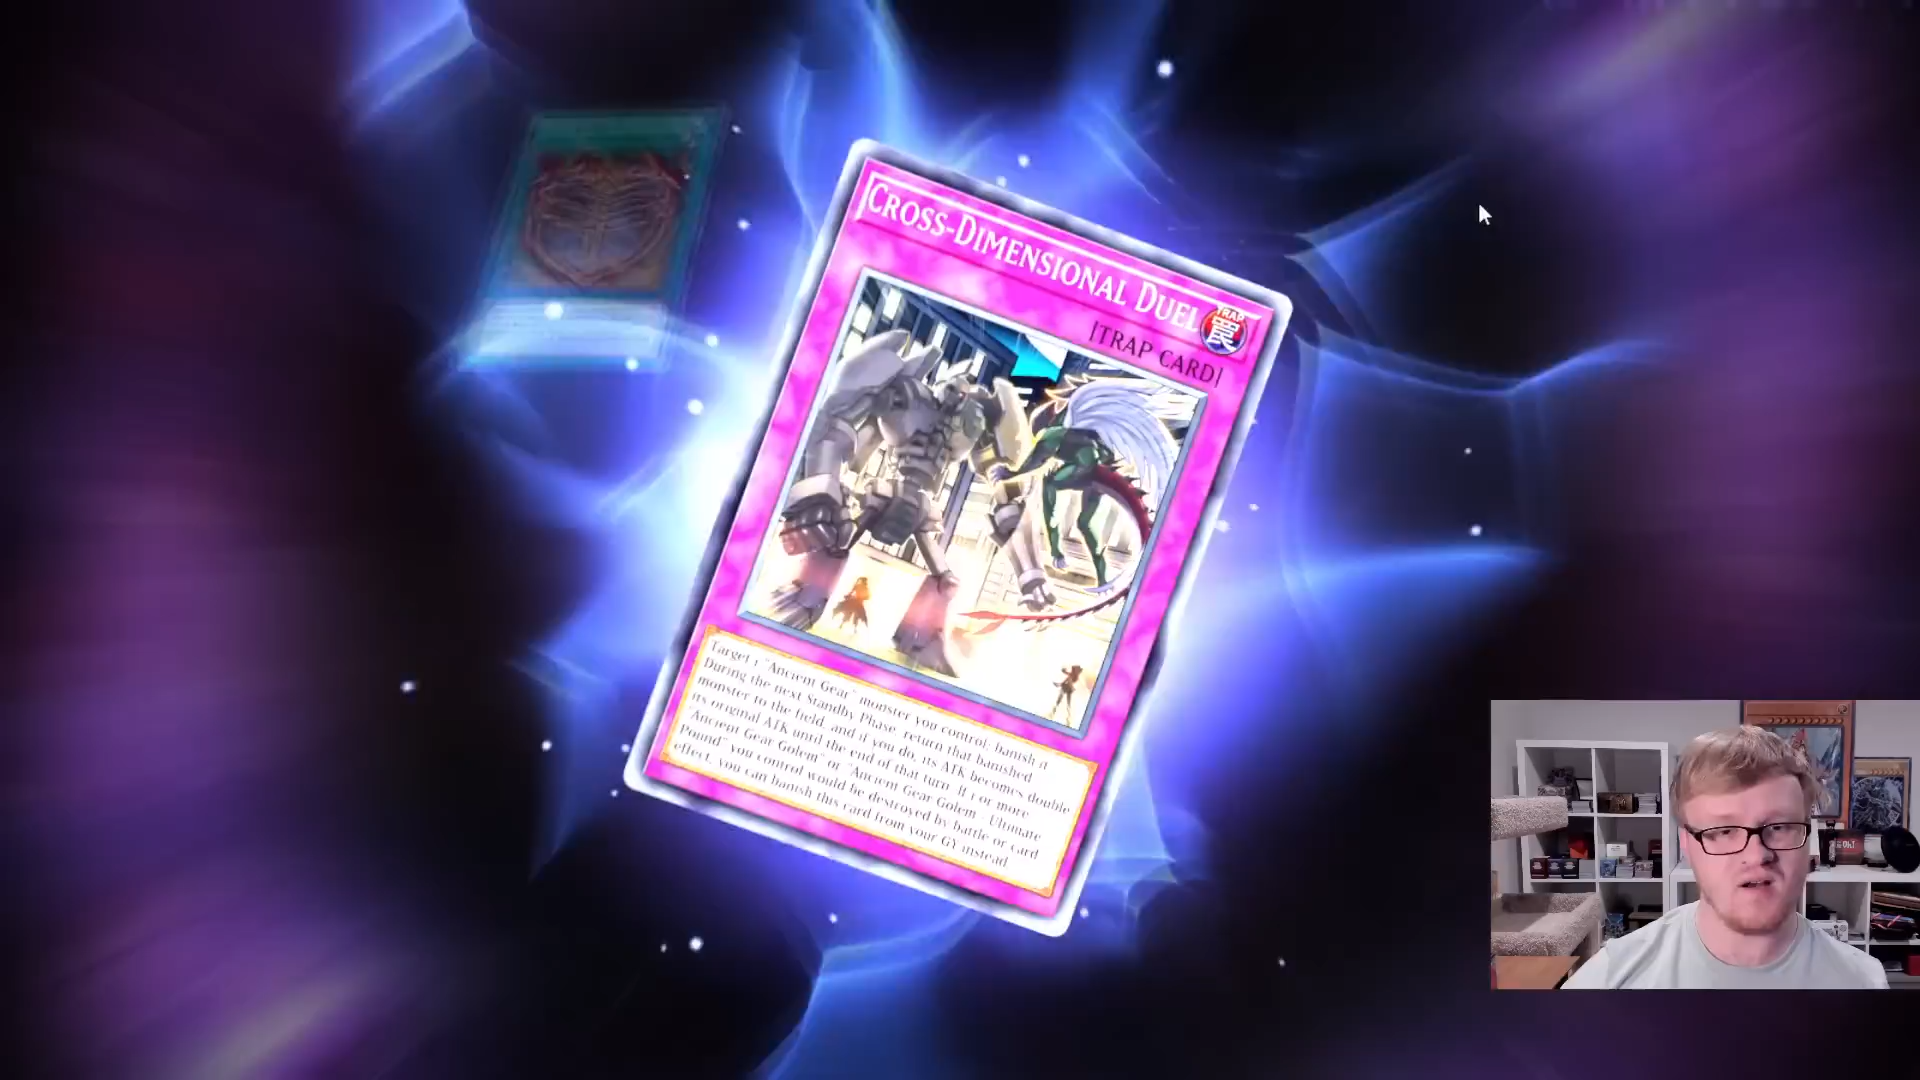 CROSS-DIMENSIONAL DUEL
TRAP
罠
[TRAP CARD]
Target 1 "Ancient Gear" monster you control; banish it
During the next Standby Phase, return that banished
monster to the field, and if you do, its ATK becomes double
its original ATK until the end of that turn. If 1 or more
"Ancient Gear Golem" or "Ancient Gear Golem - Ultimate
Pound" you control would be destroyed by battle or card
effect, you can banish this card from your GY instead